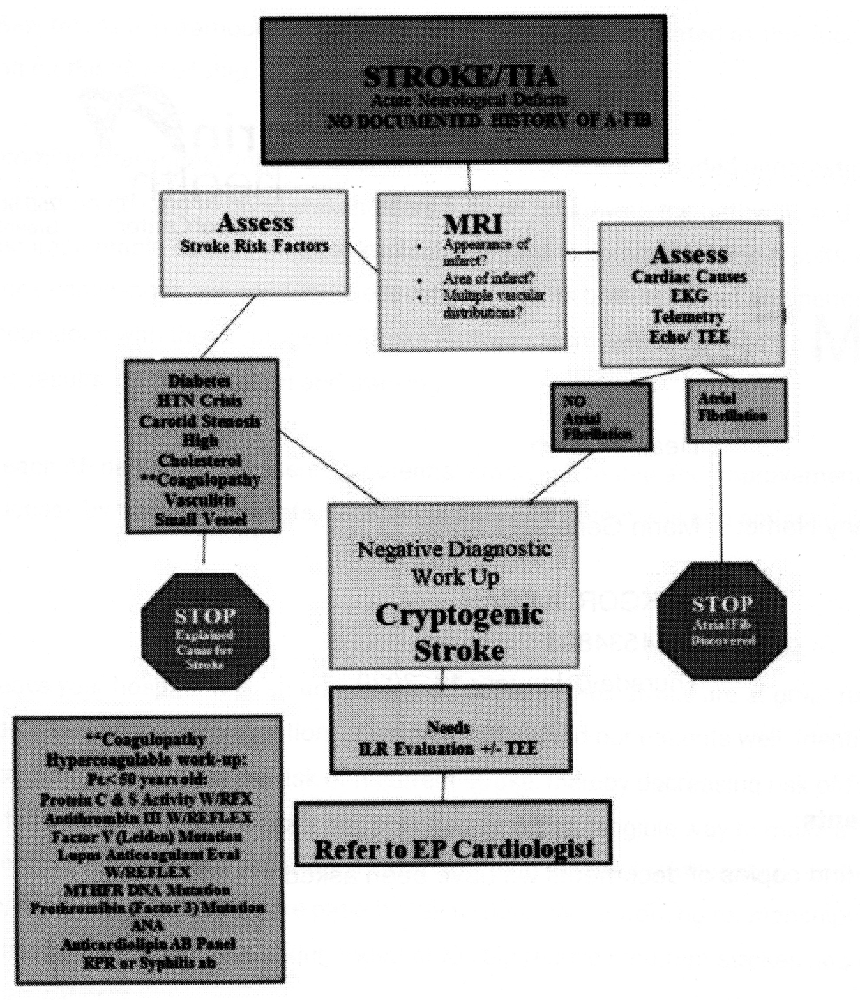 STROKE/TIA
Acute Neurological Deficits
NO DOCUMENTED HISTORY OF A-FIB
Assess
Stroke Risk Factors
MRI
• Appearance of
infarct?
• Area of infarct?
• Multiple vascular
distributions?
Assess
Cardiac Causes
EKG
Telemetry
Echo/ TEE
Diabetes
HTN Crisis
Carotid Stenosis
High
Cholesterol
**Coagulopathy
Vasculitis
Small Vessel
NO
Atrial
Fibrillation
Atrial
Fibrillation
Negative Diagnostic
Work Up
Cryptogenic
Stroke
STOP
Explained
Cause for
Stroke
STOP
Atrial Fib
Discovered
Needs
ILR Evaluation +/- TEE
Refer to EP Cardiologist
**Coagulopathy
Hypercoagulable work-up:
Pt.<50 years old:
Protein C & S Activity W/RFX
Antithrombin III W/REFLEX
Factor V (Leiden) Mutation
Lupus Anticoagulant Eval
W/REFLEX
MTHFR DNA Mutation
Prothromibin (Factor 3) Mutation
ANA
Anticardiolipin AB Panel
RPR or Syphilis ab